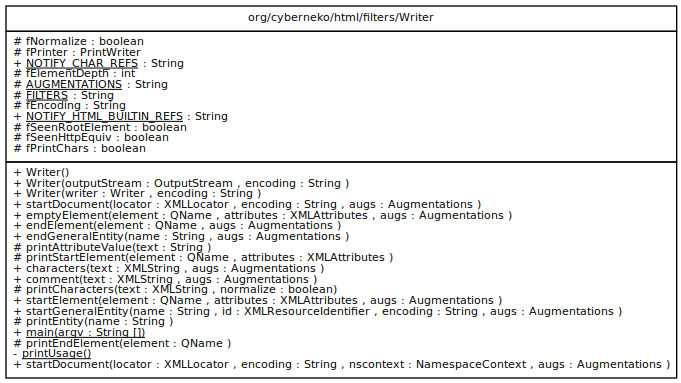 org/cyberneko/html/filters/Writer
# fNormalize : boolean
# fPrinter : PrintWriter
+ NOTIFY_CHAR_REFS : String
# fElementDepth : int
# AUGMENTATIONS : String
# FILTERS : String
# fEncoding : String
+ NOTIFY_HTML_BUILTIN_REFS : String
# fSeenRootElement : boolean
# fSeenHttpEquiv : boolean
# fPrintChars : boolean
+ Writer()
+ Writer(outputStream : OutputStream , encoding : String )
+ Writer(writer : Writer , encoding : String )
+ startDocument(locator : XMLLocator , encoding : String , augs : Augmentations )
+ emptyElement(element : QName , attributes : XMLAttributes , augs : Augmentations )
+ endElement(element : QName , augs : Augmentations )
+ endGeneralEntity(name : String , augs : Augmentations )
# printAttributeValue(text : String )
# printStartElement(element : QName , attributes : XMLAttributes )
+ characters(text : XMLString , augs : Augmentations )
+ comment(text : XMLString , augs : Augmentations )
# printCharacters(text : XMLString , normalize : boolean)
+ startElement(element : QName , attributes : XMLAttributes , augs : Augmentations )
+ startGeneralEntity(name : String , id : XMLResourceIdentifier , encoding : String , augs : Augmentations )
# printEntity(name : String )
+ main(argv : String [])
# printEndElement(element : QName )
- printUsage()
+ startDocument(locator : XMLLocator , encoding : String , nscontext : NamespaceContext , augs : Augmentations )